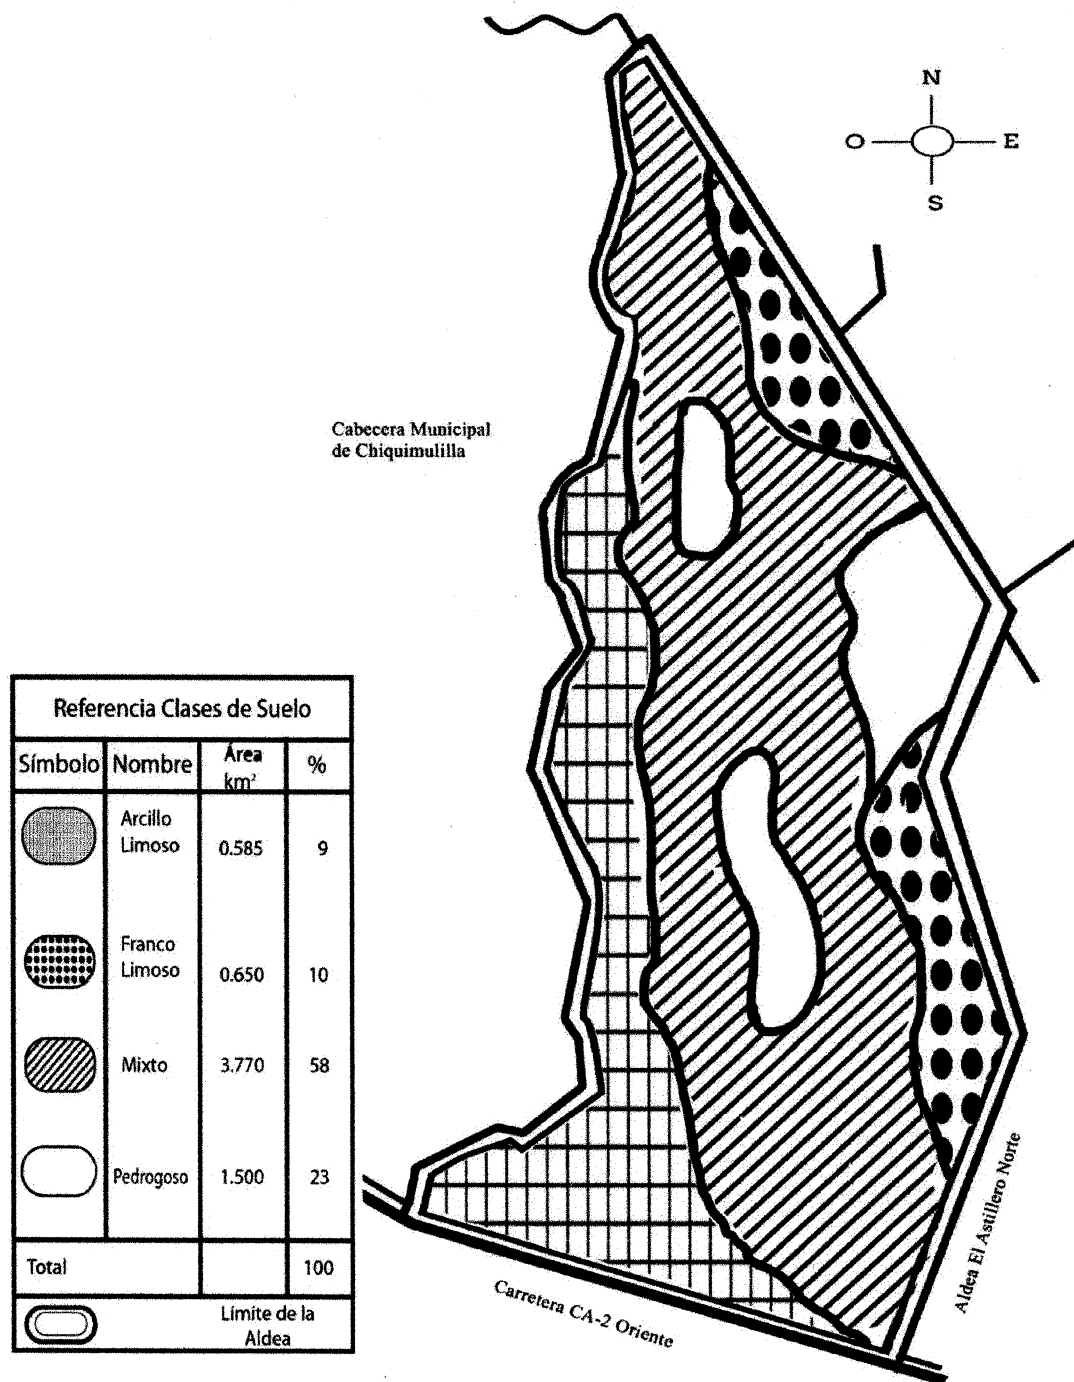 N
O E
S
Cabecera Municipal
de Chiquimulilla
Referencia Clases de Suelo
Símbolo Nombre Área km² %
Arcillo
Limoso 0.585 9
Franco
Limoso 0.650 10
Mixto 3.770 58
Pedrogoso 1.500 23
Total 100
Límite de la
Aldea
Carretera CA-2 Oriente
Aldea El Astillero Norte